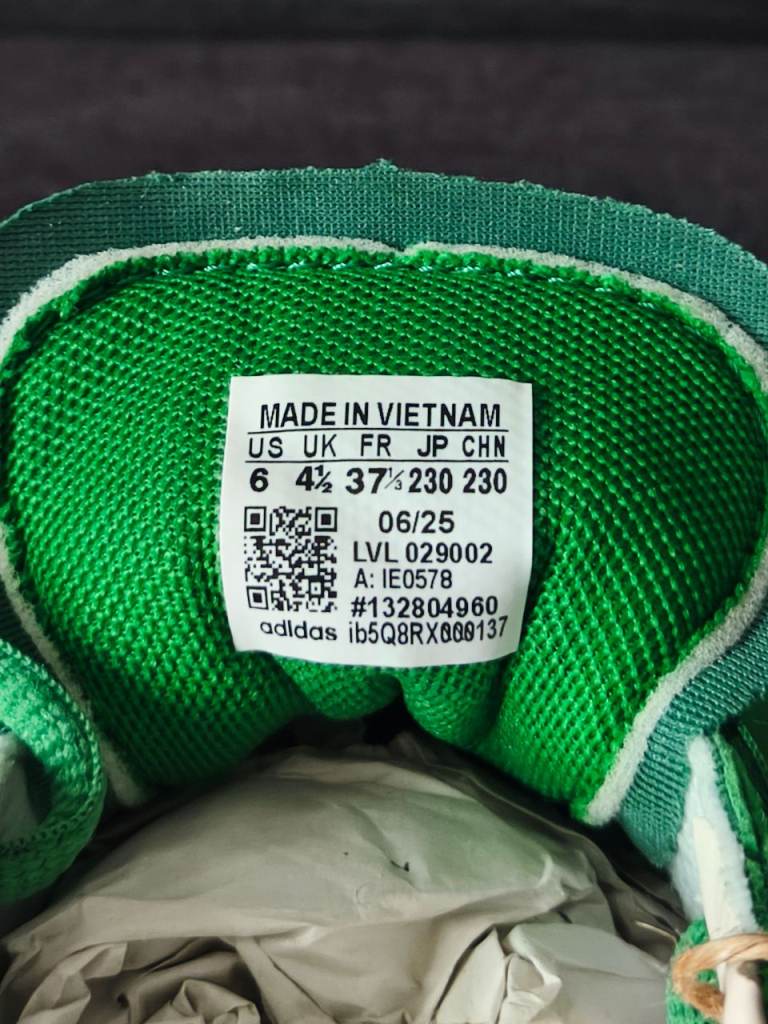 MADE IN VIETNAM
US UK FR JP CHN
6 4½ 37⅓ 230 230
06/25
LVL 029002
A: IE0578
#132804960
adidas ib5Q8RX000137